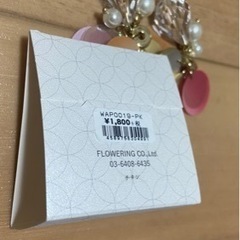 WAP0019-PK
¥1,800+税
FLOWERING CO.,Ltd.
03-6408-6435